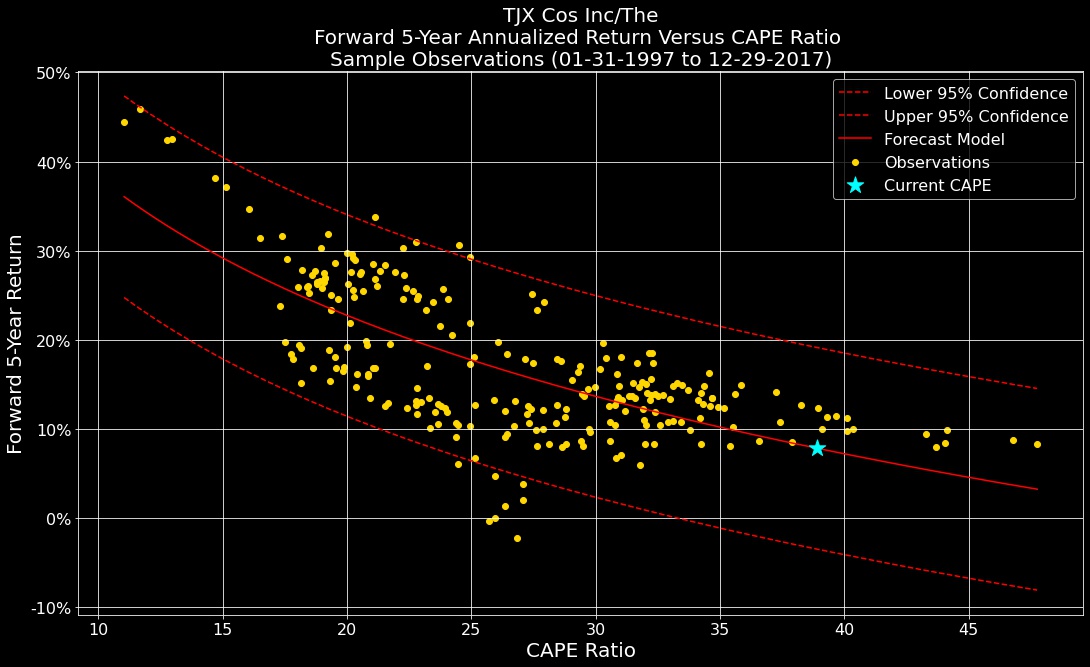 TJX Cos Inc/The
Forward 5-Year Annualized Return Versus CAPE Ratio
Sample Observations (01-31-1997 to 12-29-2017)
50%
40%
30%
20%
10%
0%
-10%
Forward 5-Year Return
Lower 95% Confidence
Upper 95% Confidence
Forecast Model
Observations
Current CAPE
10 15 20 25 30 35 40 45
CAPE Ratio